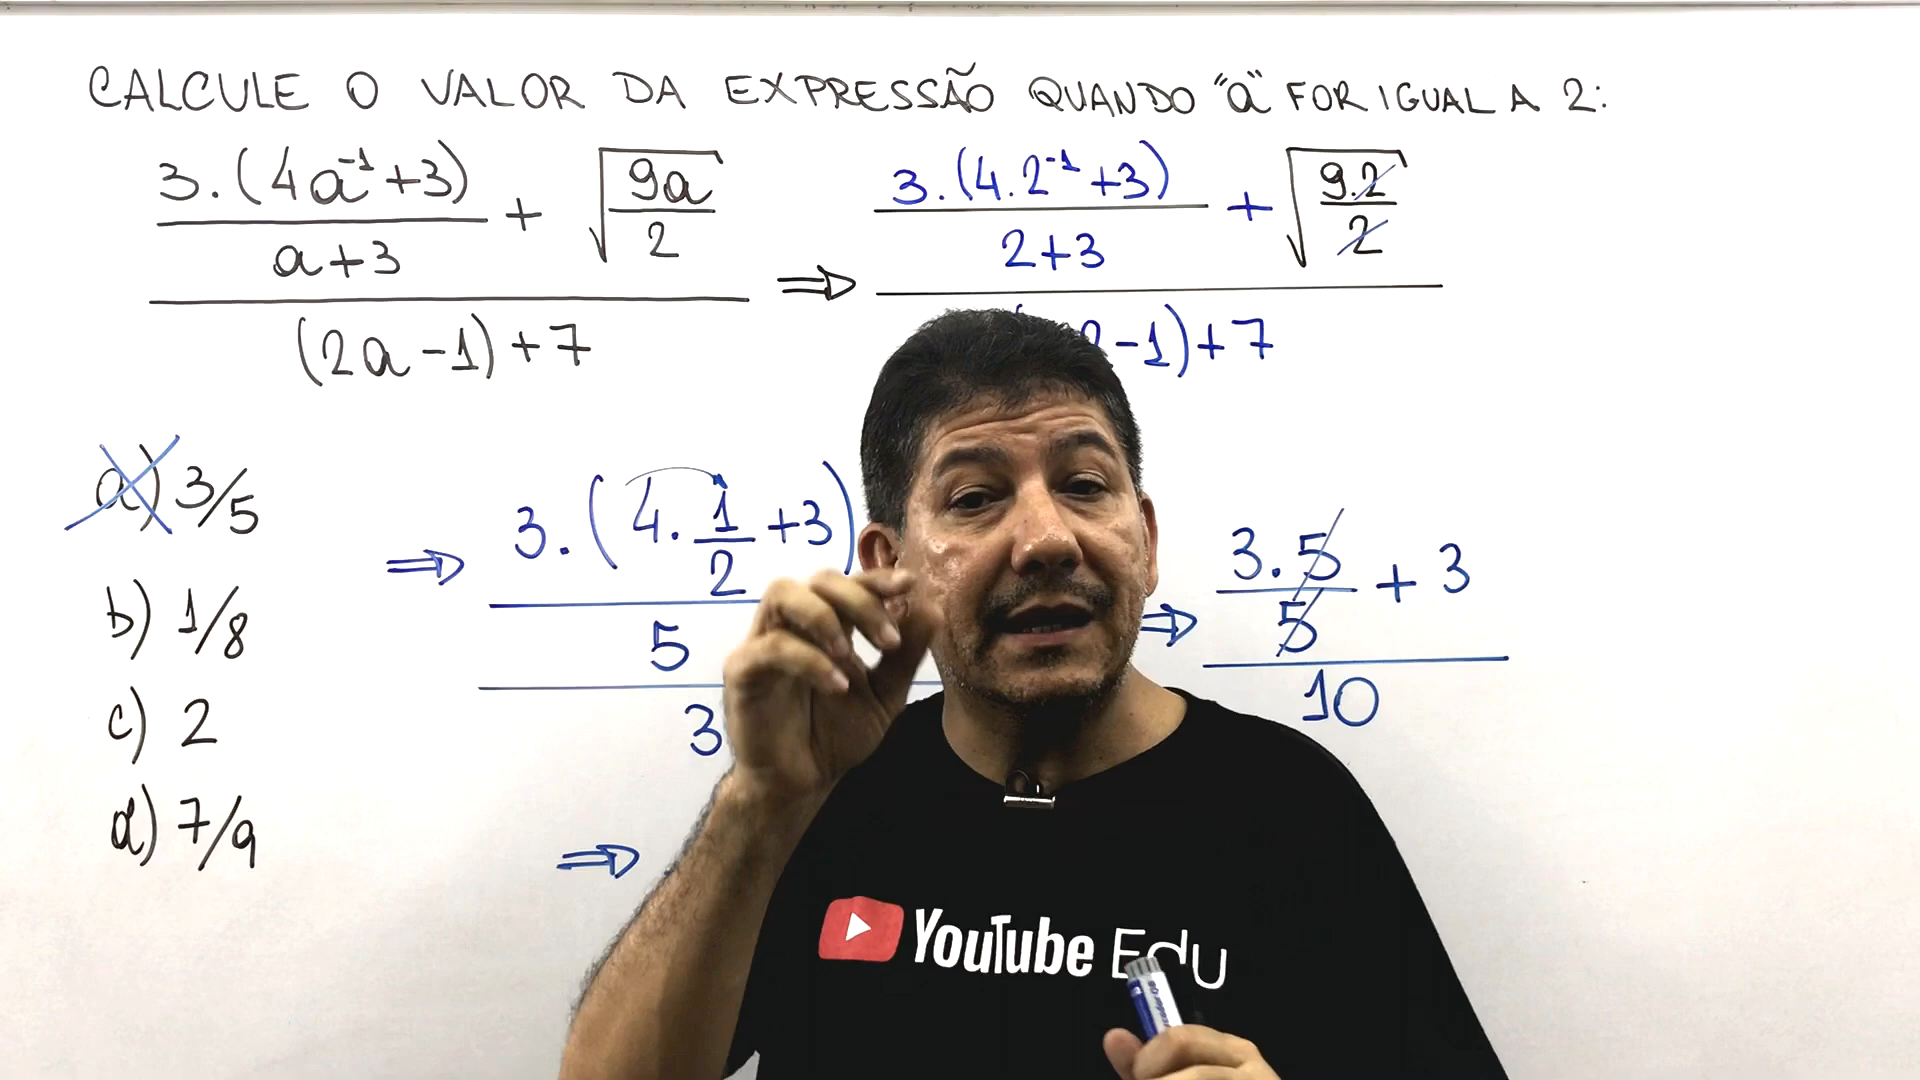 CALCULE O VALOR DA EXPRESSÃO QUANDO "a" FOR IGUAL A 2:
3.(4a⁻¹+3)
a+3
+ √(9a/2)
(2a-1)+7
⇒
3.(4.2⁻¹+3)
2+3
+ √(9.2/2)
2-1)+7
a) 3/5
b) 1/8
c) 2
d) 7/9
⇒ 3.(4.1/2+3)
5
3
⇒ 3.5/5 + 3
10
⇒
YouTube Edu